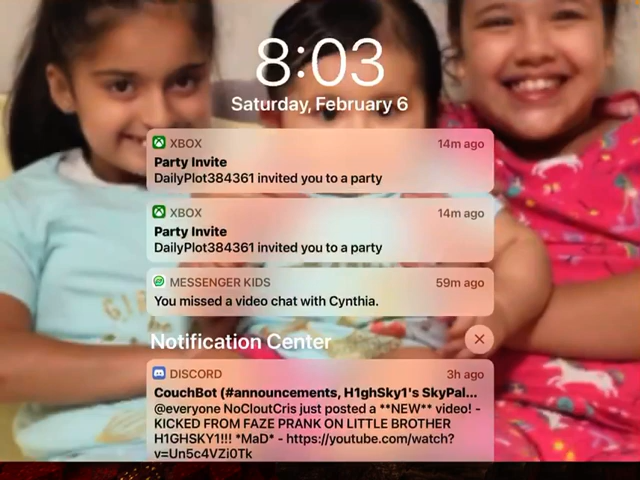 8:03
Saturday, February 6
XBOX 14m ago
Party Invite
DailyPlot384361 invited you to a party
XBOX 14m ago
Party Invite
DailyPlot384361 invited you to a party
MESSENGER KIDS 59m ago
You missed a video chat with Cynthia.
Notification Center
DISCORD 3h ago
CouchBot (#announcements, H1ghSky1's SkyPal...
@everyone NoCloutCris just posted a **NEW** video! -
KICKED FROM FAZE PRANK ON LITTLE BROTHER
H1GHSKY1!!! *MaD* - https://youtube.com/watch?
v=Un5c4VZi0Tk